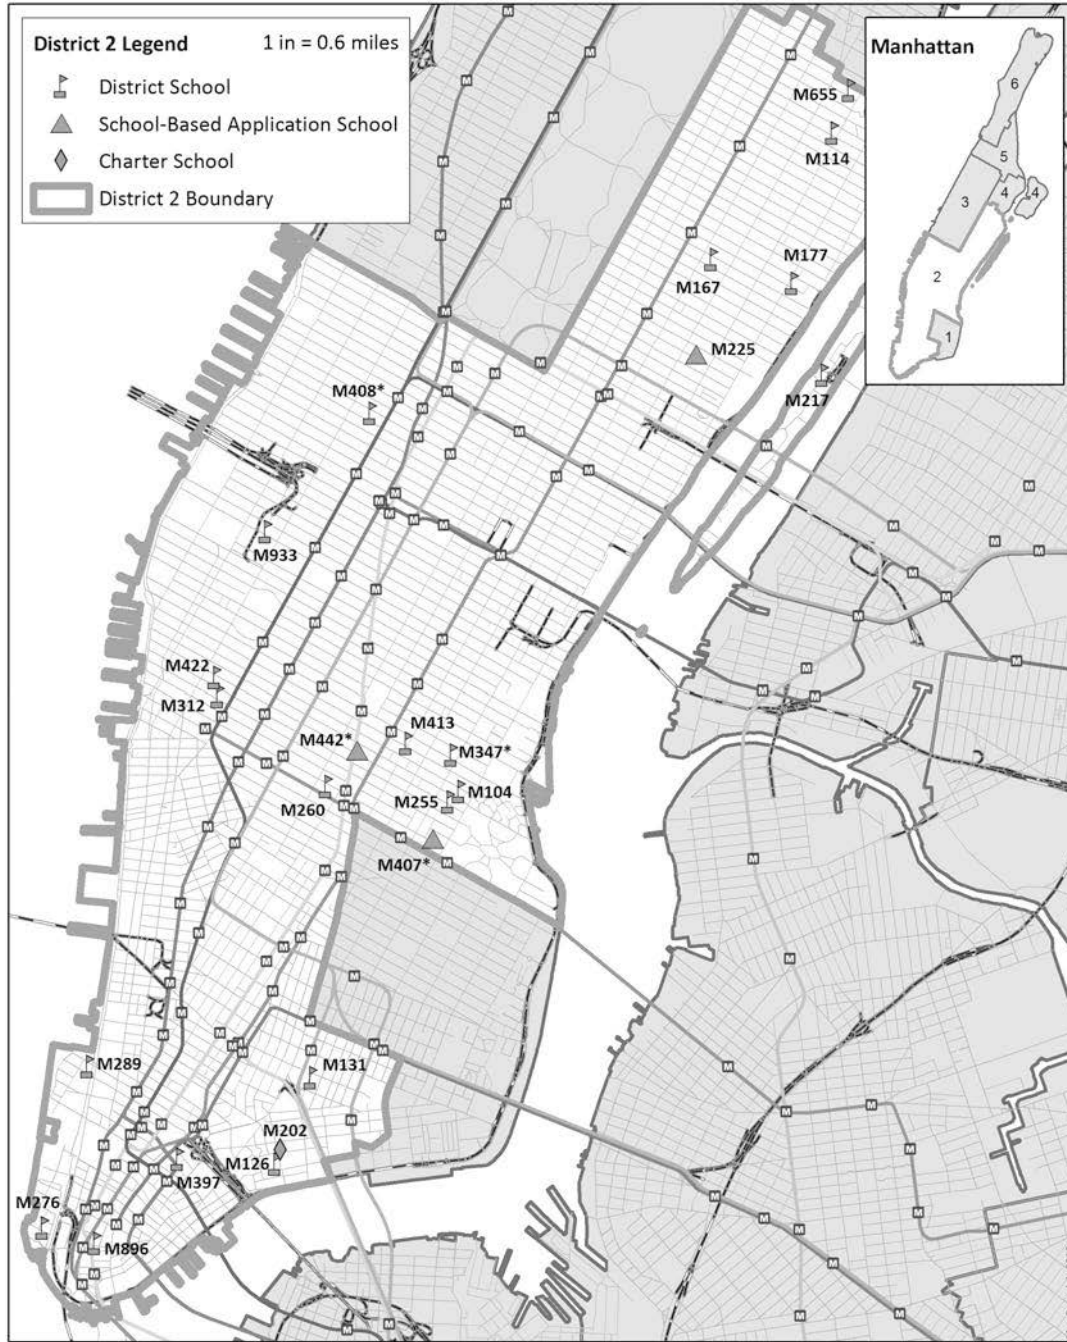 District 2 Legend 1 in = 0.6 miles
District School
School-Based Application School
Charter School
District 2 Boundary
Manhattan
6
5
4
4
3
2
1
M655
M114
M177
M167
M225
M217
M408*
M933
M422
M312
M413
M442*
M347*
M104
M255
M260
M407*
M289
M131
M202
M126
M397
M276
M896